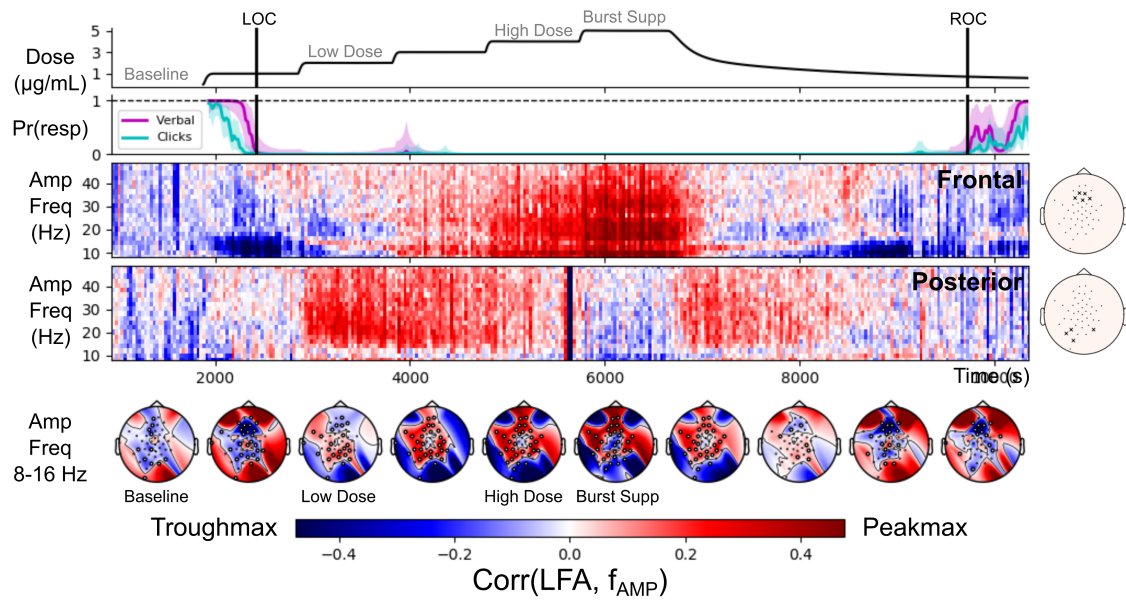 LOC
ROC
5
3
1
Dose
(μg/mL)
Baseline
Low Dose
High Dose
Burst Supp
1
0
Pr(resp)
Verbal
Clicks
Amp
Freq
(Hz)
40
30
20
10
Frontal
Amp
Freq
(Hz)
40
30
20
10
Posterior
2000
4000
6000
8000
10000
Time (s)
Amp
Freq
8-16 Hz
Baseline
Low Dose
High Dose
Burst Supp
Troughmax
Peakmax
−0.4
−0.2
0.0
0.2
0.4
Corr(LFA, fAMP)